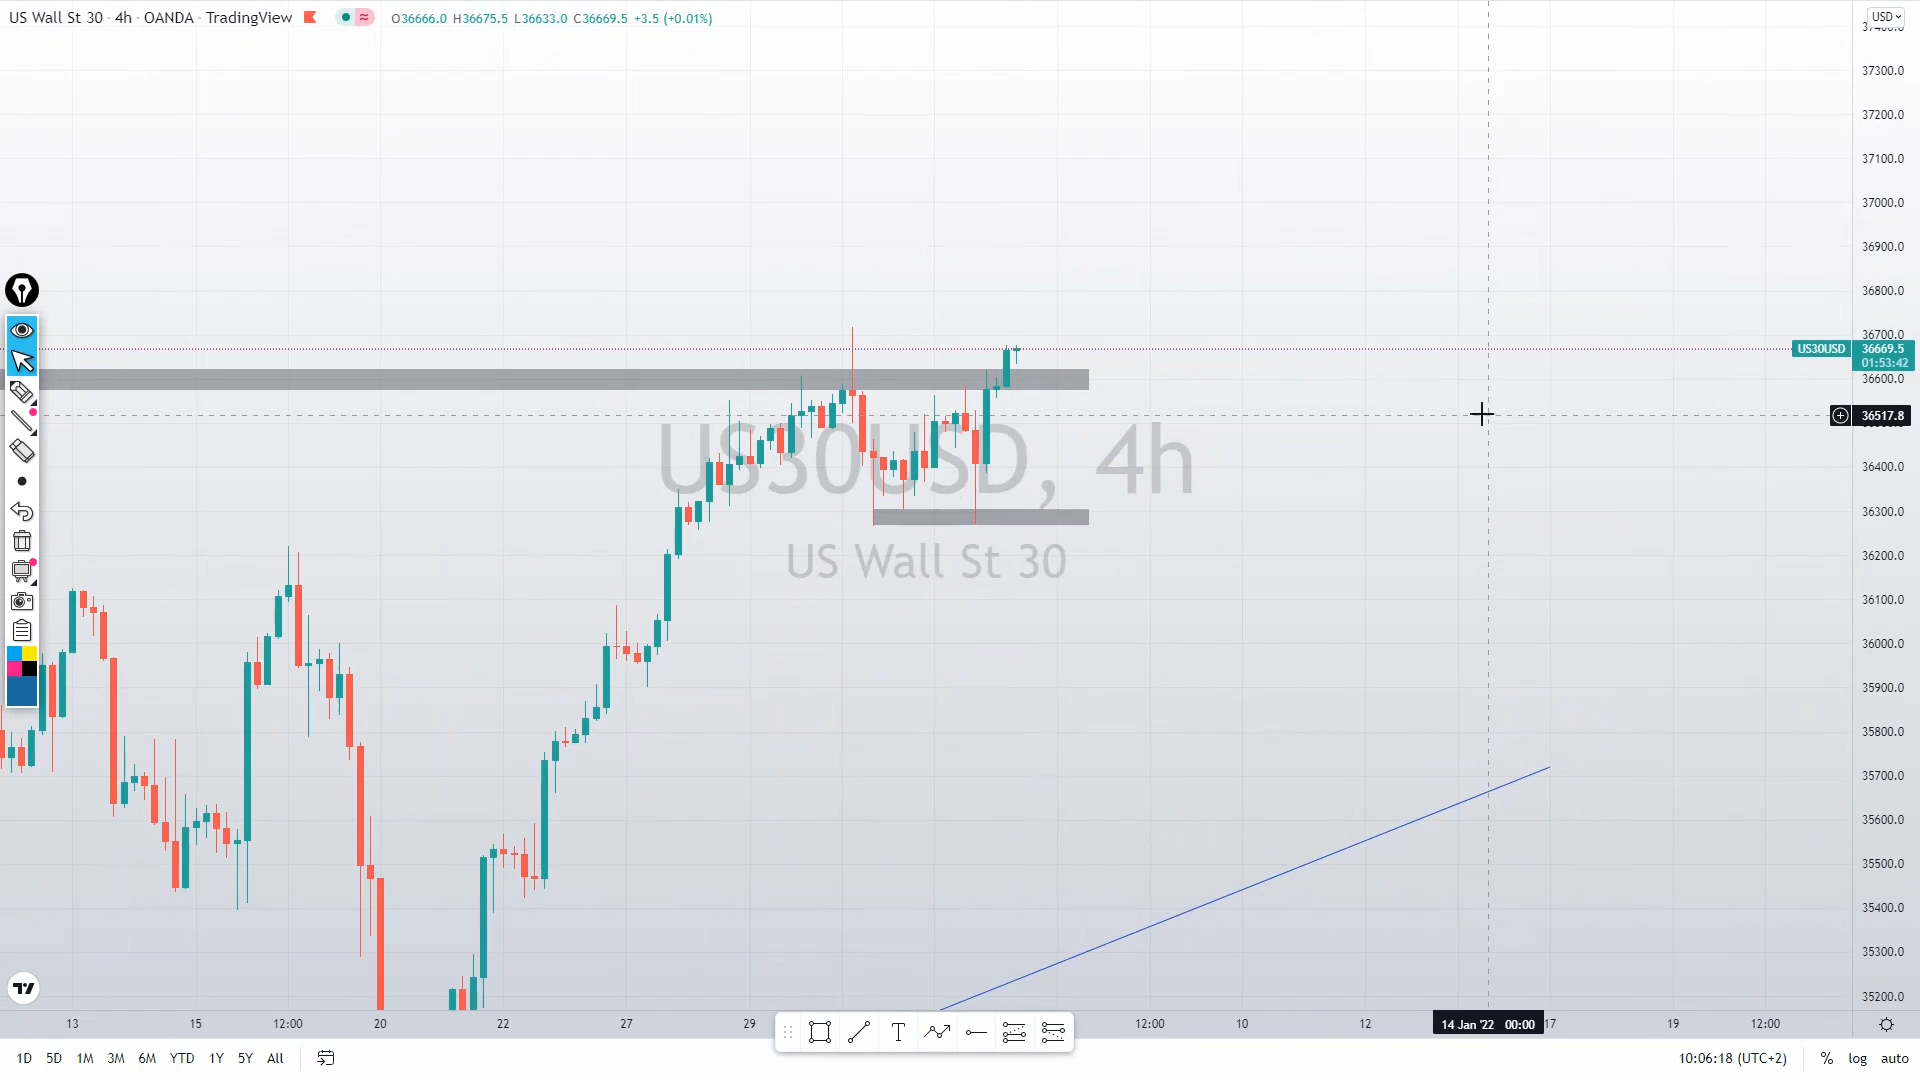 US Wall St 30 · 4h · OANDA · TradingView
O36666.0 H36675.5 L36633.0 C36669.5 +3.5 (+0.01%)
USD
37300.0
37200.0
37100.0
37000.0
36900.0
36800.0
36700.0
US30USD 36669.5
01:53:42
36600.0
36517.8
36400.0
36300.0
36200.0
36100.0
36000.0
35900.0
35800.0
35700.0
35600.0
35500.0
35400.0
35300.0
35200.0
US30USD, 4h
US Wall St 30
13 15 12:00 20 22 27 29 12:00 10 12 14 Jan '22 00:00 17 19 12:00
1D 5D 1M 3M 6M YTD 1Y 5Y All
10:06:18 (UTC+2) % log auto